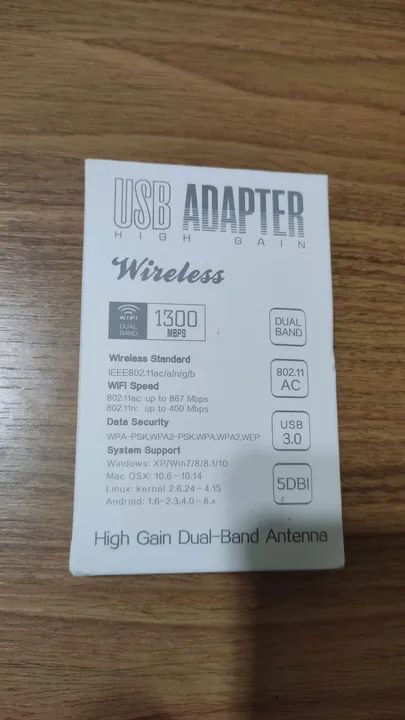 USB ADAPTER
HIGH GAIN
Wireless
WIFI
DUAL
BAND
1300
MBPS
DUAL
BAND
Wireless Standard
IEEE802.11ac/a/n/g/b
WiFi Speed
802.11ac: up to 867 Mbps
802.11n: up to 400 Mbps
802.11
AC
Data Security
WPA-PSK,WPA2-PSK,WPA,WPA2,WEP
USB
3.0
System Support
Windows: XP/Win7/8/8.1/10
Mac OSX: 10.6-10.14
Linux: kernel 2.6.24-4.15
Android: 1.6-2.3,4.0-8.x
5DBI
High Gain Dual-Band Antenna